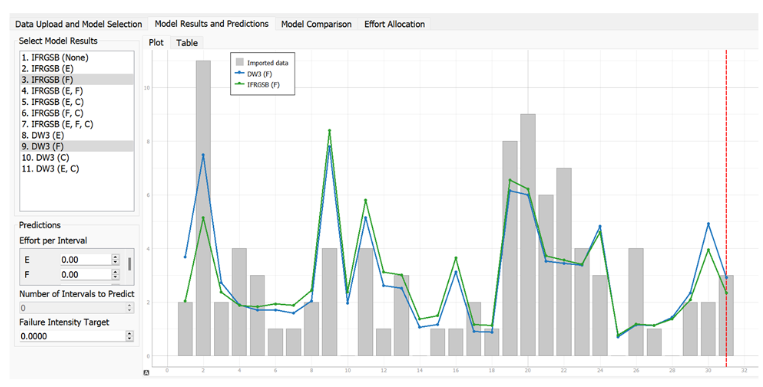 Data Upload and Model Selection Model Results and Predictions Model Comparison Effort Allocation
Select Model Results
1. IFRGSB (None)
2. IFRGSB (E)
3. IFRGSB (F)
4. IFRGSB (E, F)
5. IFRGSB (E, C)
6. IFRGSB (F, C)
7. IFRGSB (E, F, C)
8. DW3 (E)
9. DW3 (F)
10. DW3 (C)
11. DW3 (E, C)
Predictions
Effort per Interval
E 0.00
F 0.00
Number of Intervals to Predict
0
Failure Intensity Target
0.0000
Plot Table
Imported data
DW3 (F)
IFRGSB (F)
10
8
6
4
2
0
0 2 4 6 8 10 12 14 16 18 20 22 24 26 28 30 32
A